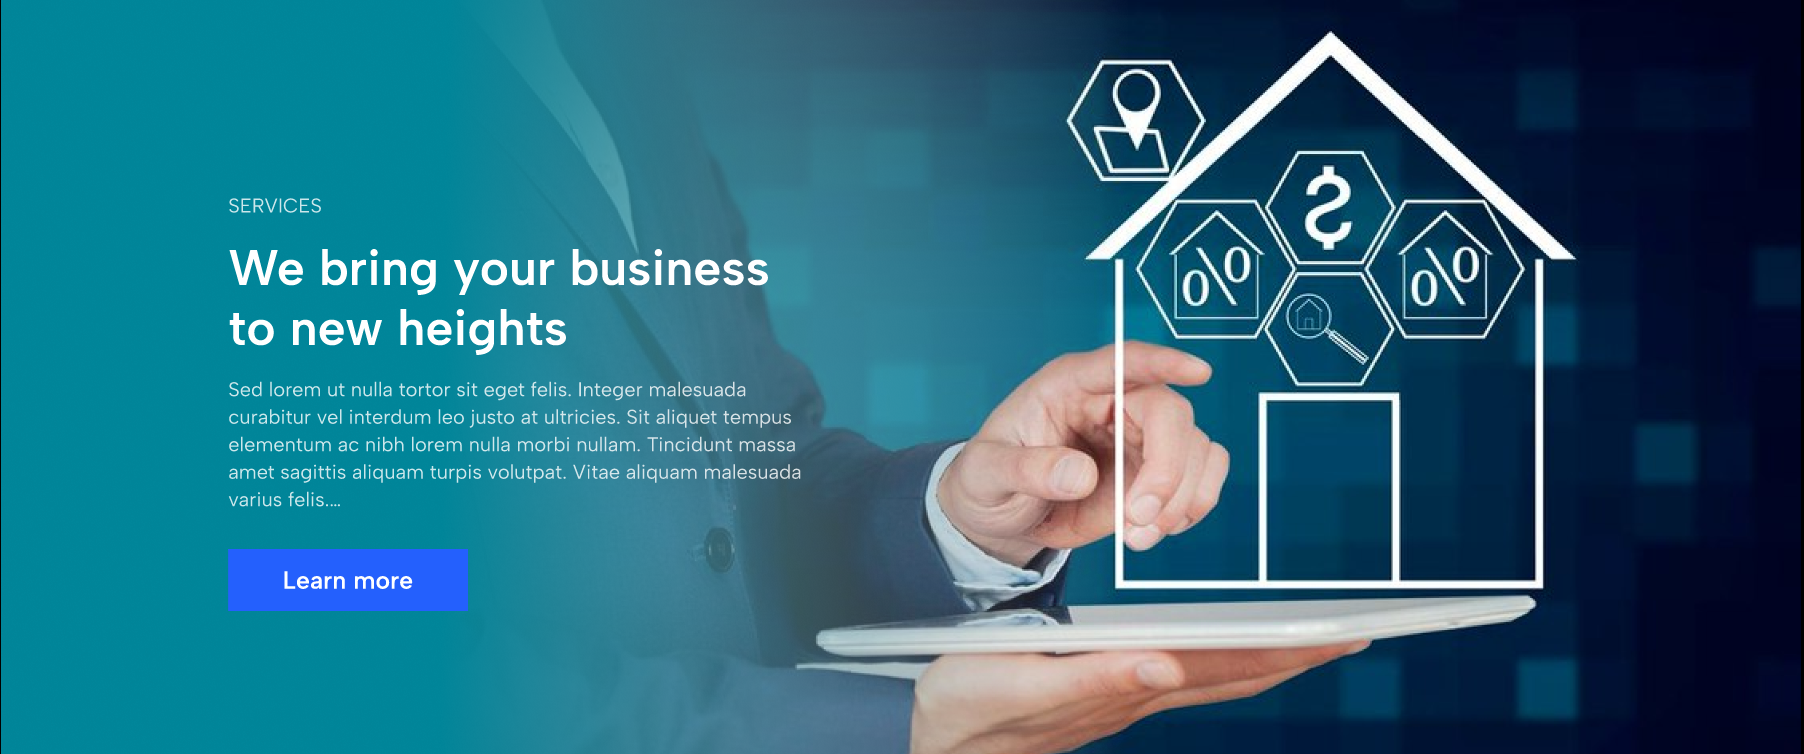 SERVICES
We bring your business
to new heights
Sed lorem ut nulla tortor sit eget felis. Integer malesuada
curabitur vel interdum leo justo at ultricies. Sit aliquet tempus
elementum ac nibh lorem nulla morbi nullam. Tincidunt massa
amet sagittis aliquam turpis volutpat. Vitae aliquam malesuada
varius felis.…
Learn more
$
% %